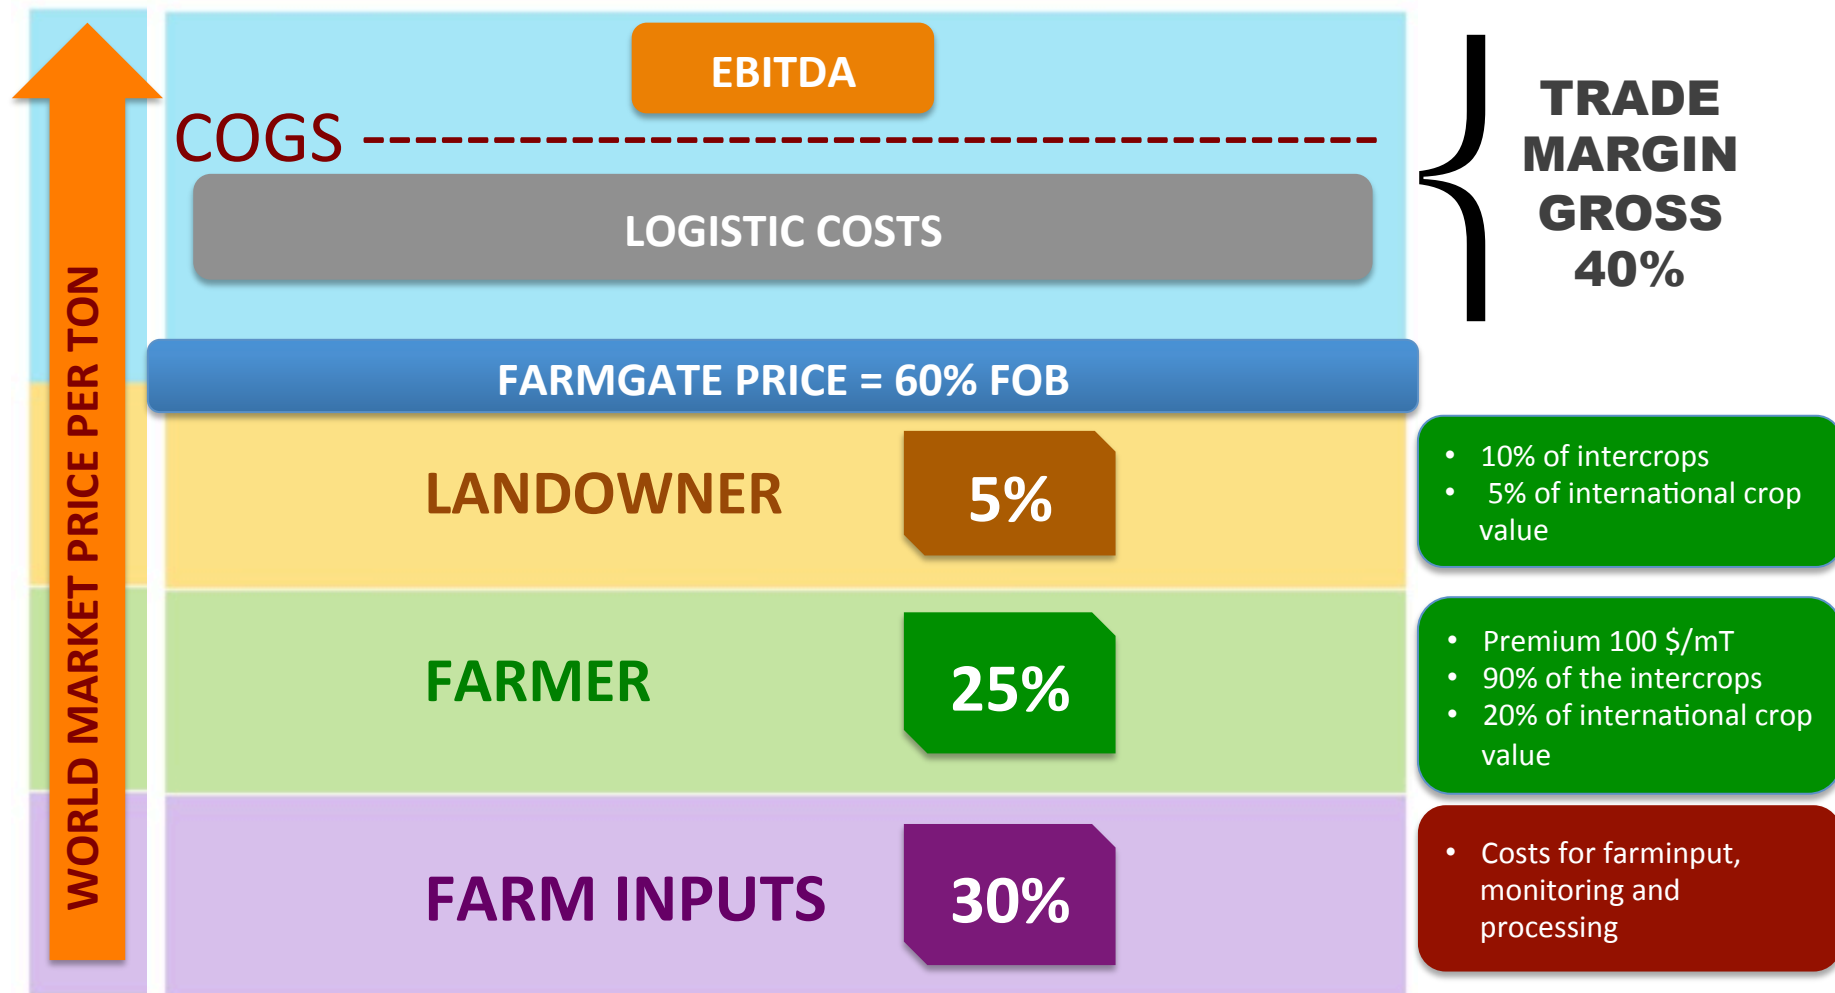 WORLD MARKET PRICE PER TON
EBITDA
COGS
LOGISTIC COSTS
TRADE
MARGIN
GROSS
40%
FARMGATE PRICE = 60% FOB
LANDOWNER
5%
• 10% of intercrops
• 5% of international crop
value
FARMER
25%
• Premium 100 $/mT
• 90% of the intercrops
• 20% of international crop
value
FARM INPUTS
30%
• Costs for farminput,
monitoring and
processing